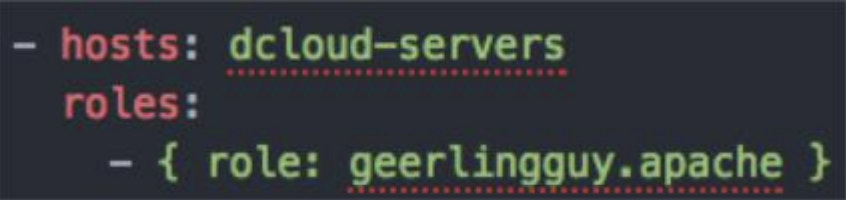 - hosts: dcloud-servers
roles:
- { role: geerlingguy.apache }